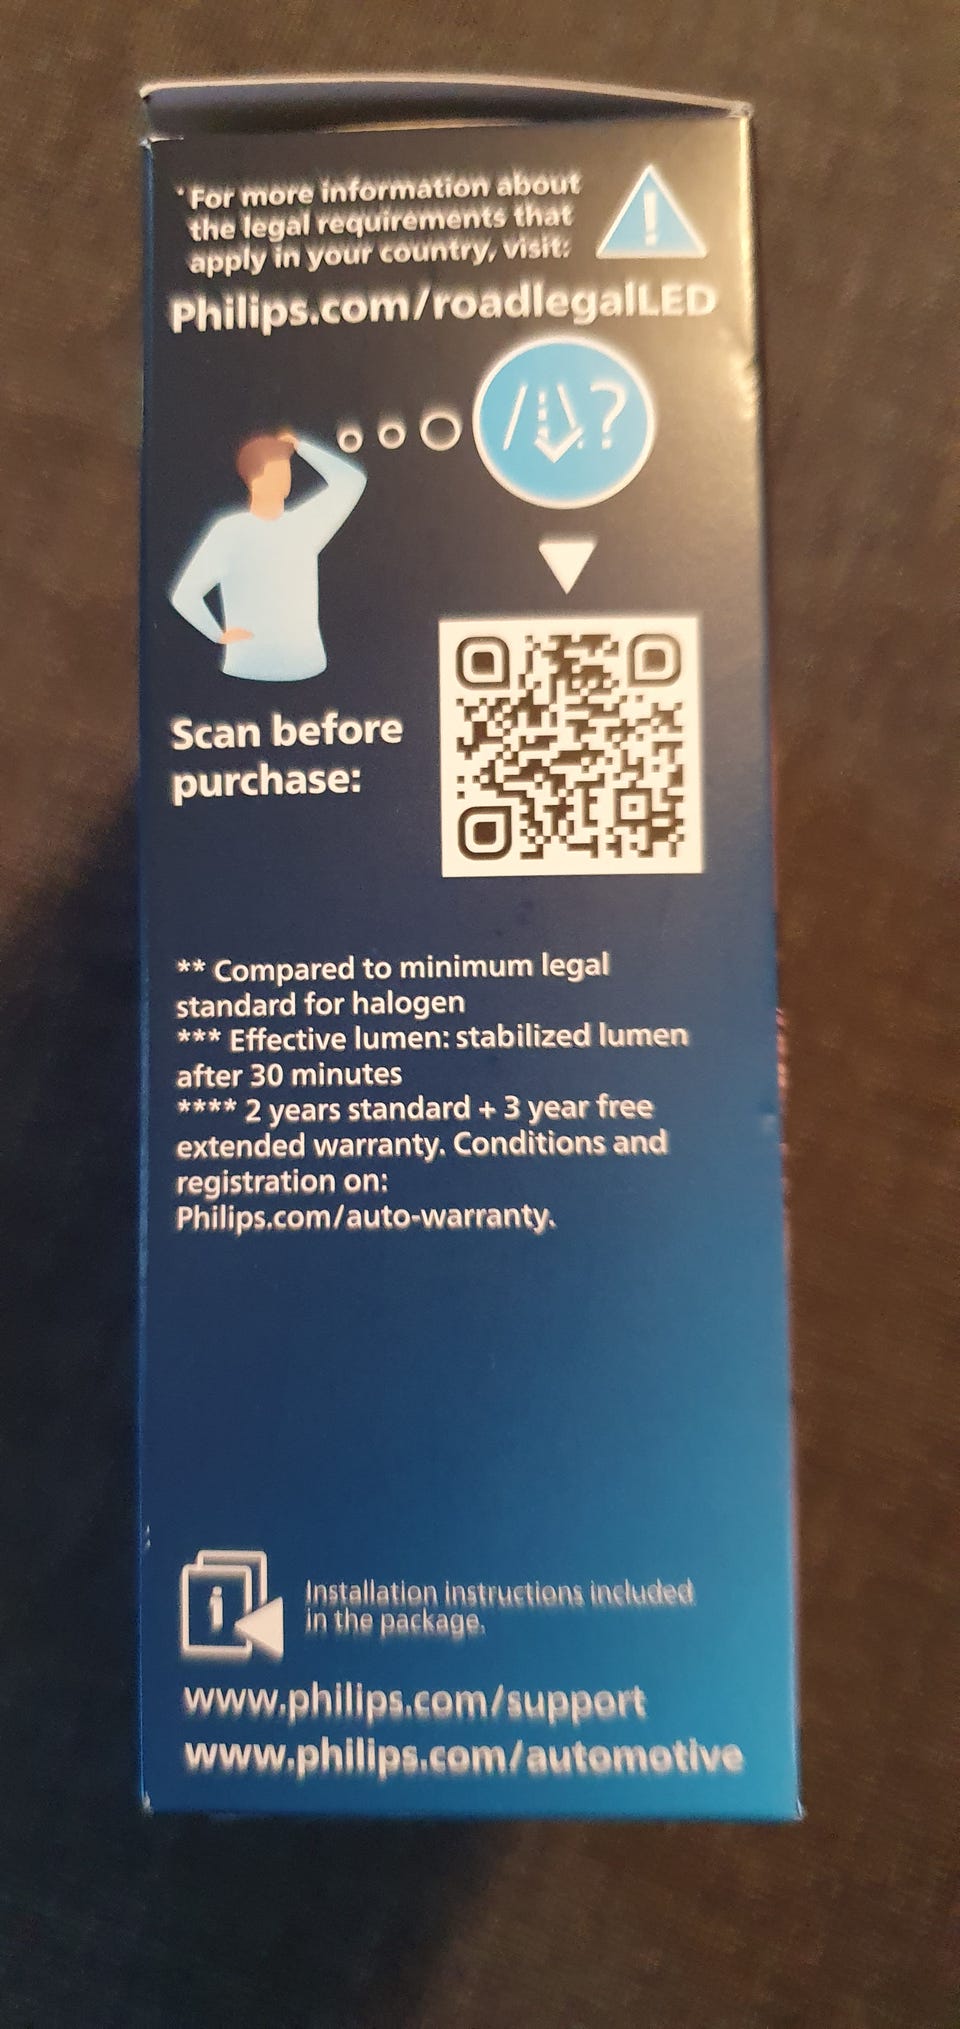 *For more information about
the legal requirements that
apply in your country, visit:
Philips.com/roadlegalLED
?
Scan before
purchase:
** Compared to minimum legal
standard for halogen
*** Effective lumen: stabilized lumen
after 30 minutes
**** 2 years standard + 3 year free
extended warranty. Conditions and
registration on:
Philips.com/auto-warranty.
i
Installation instructions included
in the package.
www.philips.com/support
www.philips.com/automotive